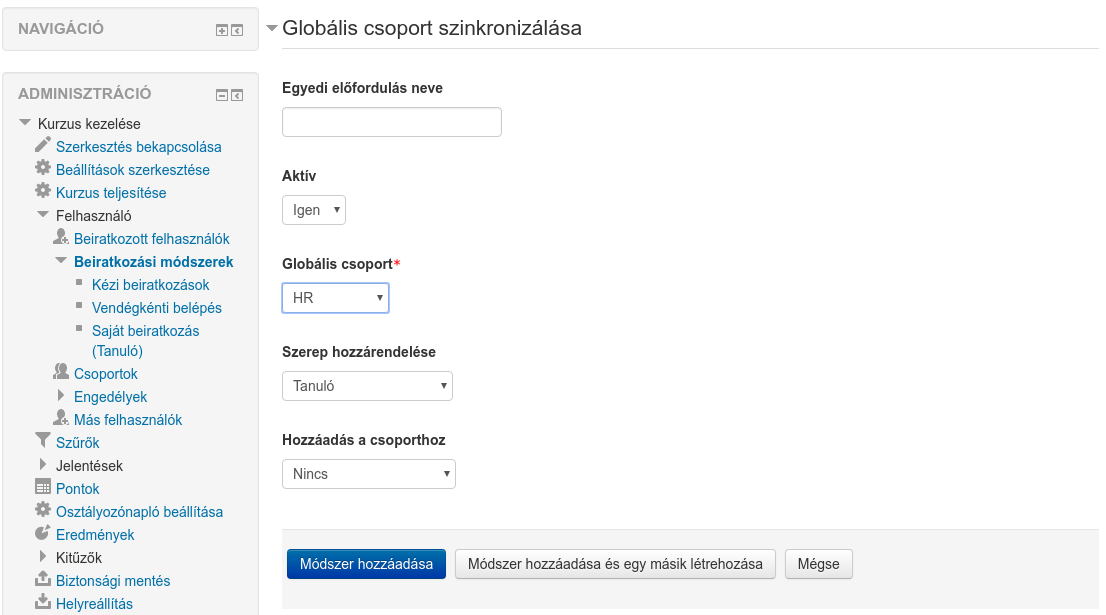 NAVIGÁCIÓ
ADMINISZTRÁCIÓ
Kurzus kezelése
Szerkesztés bekapcsolása
Beállítások szerkesztése
Kurzus teljesítése
Felhasználó
Beiratkozott felhasználók
Beiratkozási módszerek
Kézi beiratkozások
Vendégkénti belépés
Saját beiratkozás
(Tanuló)
Csoportok
Engedélyek
Más felhasználók
Szűrők
Jelentések
Pontok
Osztályozónapló beállítása
Eredmények
Kitűzők
Biztonsági mentés
Helyreállítás
Globális csoport szinkronizálása
Egyedi előfordulás neve
Aktív
Igen
Globális csoport*
HR
Szerep hozzárendelése
Tanuló
Hozzáadás a csoporthoz
Nincs
Módszer hozzáadása
Módszer hozzáadása és egy másik létrehozása
Mégse